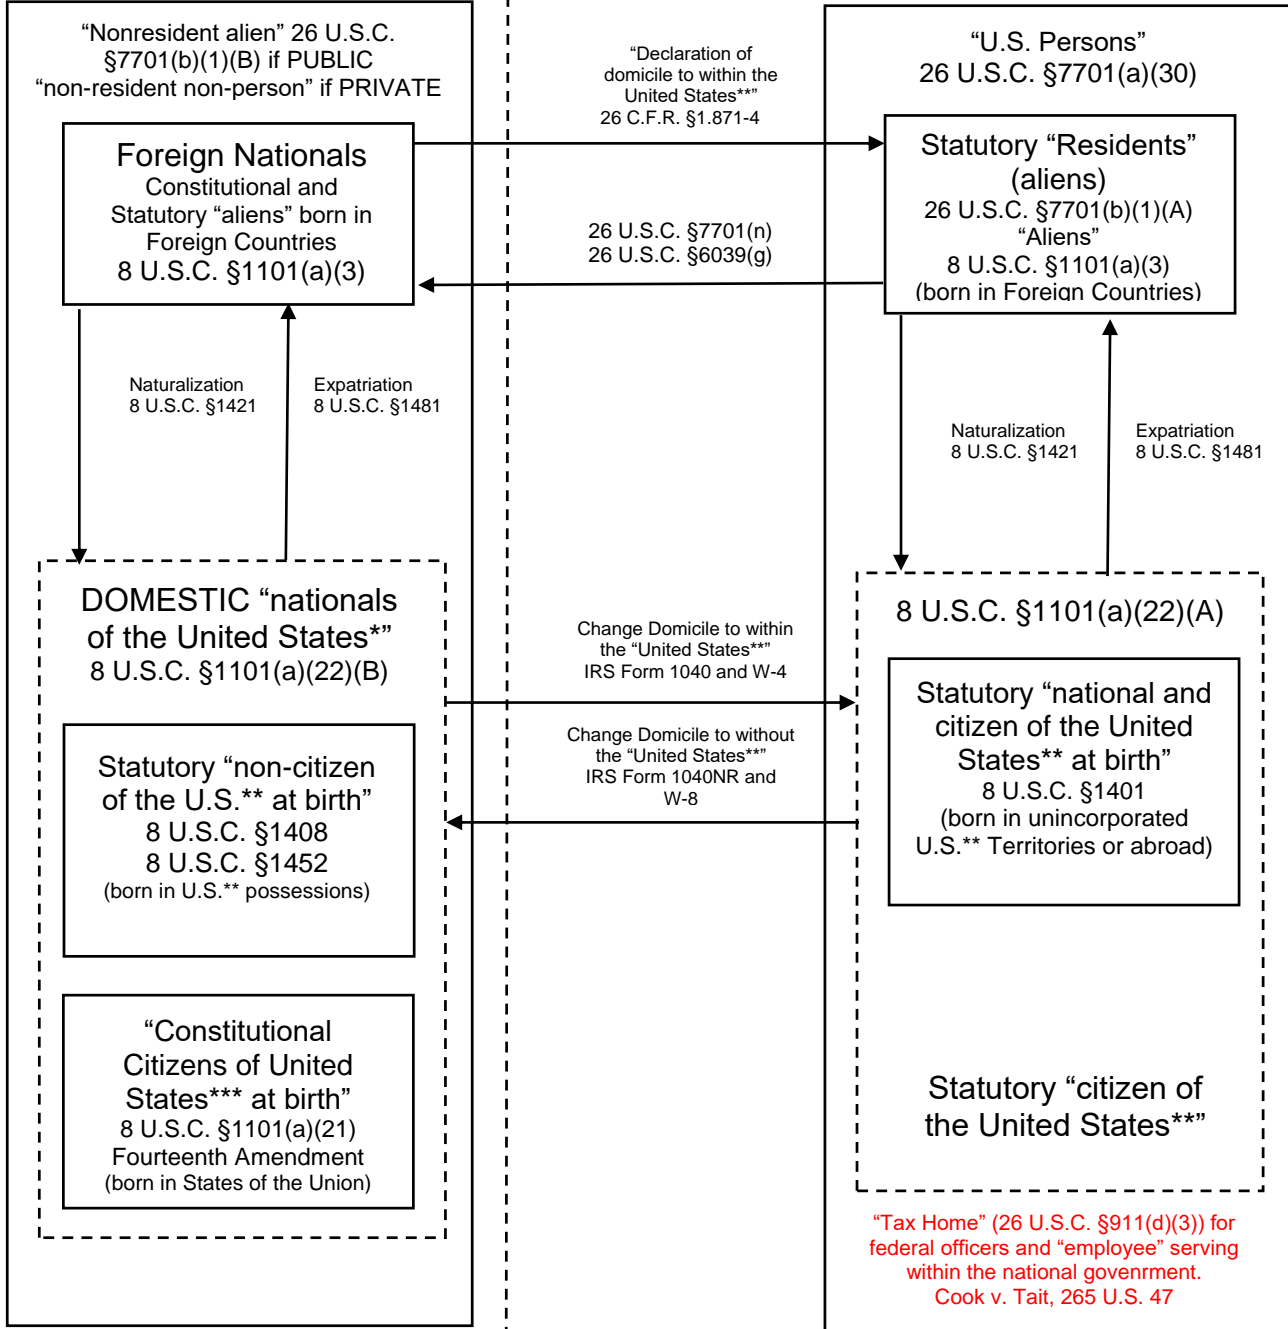 “Nonresident alien” 26 U.S.C.
§7701(b)(1)(B) if PUBLIC
“non-resident non-person” if PRIVATE
Foreign Nationals
Constitutional and
Statutory “aliens” born in
Foreign Countries
8 U.S.C. §1101(a)(3)
Naturalization
8 U.S.C. §1421
Expatriation
8 U.S.C. §1481
DOMESTIC “nationals
of the United States*”
8 U.S.C. §1101(a)(22)(B)
Statutory “non-citizen
of the U.S.** at birth”
8 U.S.C. §1408
8 U.S.C. §1452
(born in U.S.** possessions)
“Constitutional
Citizens of United
States*** at birth”
8 U.S.C. §1101(a)(21)
Fourteenth Amendment
(born in States of the Union)
“Declaration of
domicile to within the
United States**”
26 C.F.R. §1.871-4
26 U.S.C. §7701(n)
26 U.S.C. §6039(g)
Change Domicile to within
the “United States**”
IRS Form 1040 and W-4
Change Domicile to without
the “United States**”
IRS Form 1040NR and
W-8
“U.S. Persons”
26 U.S.C. §7701(a)(30)
Statutory “Residents”
(aliens)
26 U.S.C. §7701(b)(1)(A)
“Aliens”
8 U.S.C. §1101(a)(3)
(born in Foreign Countries)
Naturalization
8 U.S.C. §1421
Expatriation
8 U.S.C. §1481
8 U.S.C. §1101(a)(22)(A)
Statutory “national and
citizen of the United
States** at birth”
8 U.S.C. §1401
(born in unincorporated
U.S.** Territories or abroad)
Statutory “citizen of
the United States**”
“Tax Home” (26 U.S.C. §911(d)(3)) for
federal officers and “employee” serving
within the national govenrment.
Cook v. Tait, 265 U.S. 47